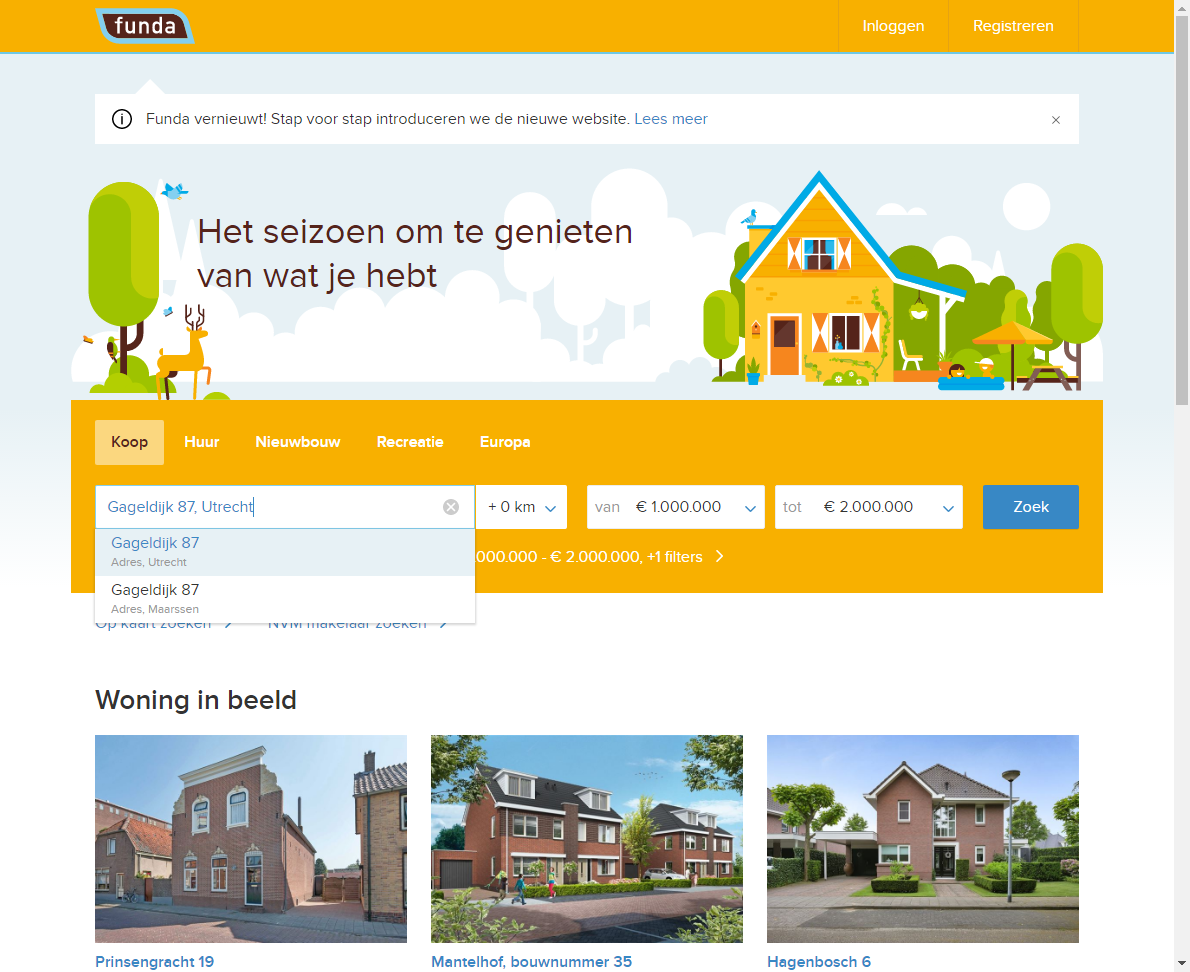 funda
Inloggen
Registreren
Funda vernieuwt! Stap voor stap introduceren we de nieuwe website. Lees meer
Het seizoen om te genieten
van wat je hebt
Koop
Huur
Nieuwbouw
Recreatie
Europa
Gageldijk 87, Utrecht
+ 0 km
van € 1.000.000
tot € 2.000.000
Zoek
Gageldijk 87
Adres, Utrecht
000.000 - € 2.000.000, +1 filters
Gageldijk 87
Adres, Maarssen
Op kaart zoeken
NVM makelaar zoeken
Woning in beeld
Prinsengracht 19
Mantelhof, bouwnummer 35
Hagenbosch 6